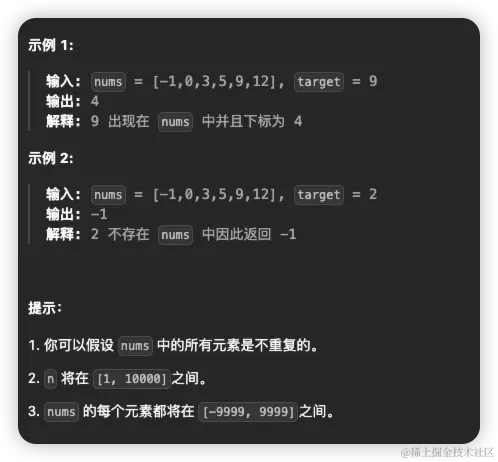 示例 1:
输入: nums = [-1,0,3,5,9,12], target = 9
输出: 4
解释: 9 出现在 nums 中并且下标为 4
示例 2:
输入: nums = [-1,0,3,5,9,12], target = 2
输出: -1
解释: 2 不存在 nums 中因此返回 -1
提示:
1. 你可以假设 nums 中的所有元素是不重复的。
2. n 将在 [1, 10000]之间。
3. nums 的每个元素都将在 [-9999, 9999]之间。
@稀土掘金技术社区